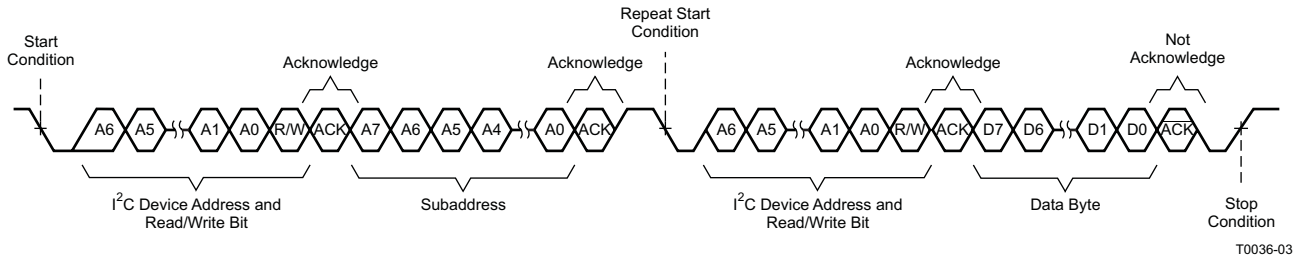 Repeat Start
Condition
Start
Condition
Acknowledge
Acknowledge
Acknowledge
Not
Acknowledge
A6 A5 A1 A0 R/W ACK A7 A6 A5 A4 A0 ACK A6 A5 A1 A0 R/W ACK D7 D6 D1 D0 A̅C̅K̅
I²C Device Address and
Read/Write Bit
Subaddress
I²C Device Address and
Read/Write Bit
Data Byte
Stop
Condition
T0036-03